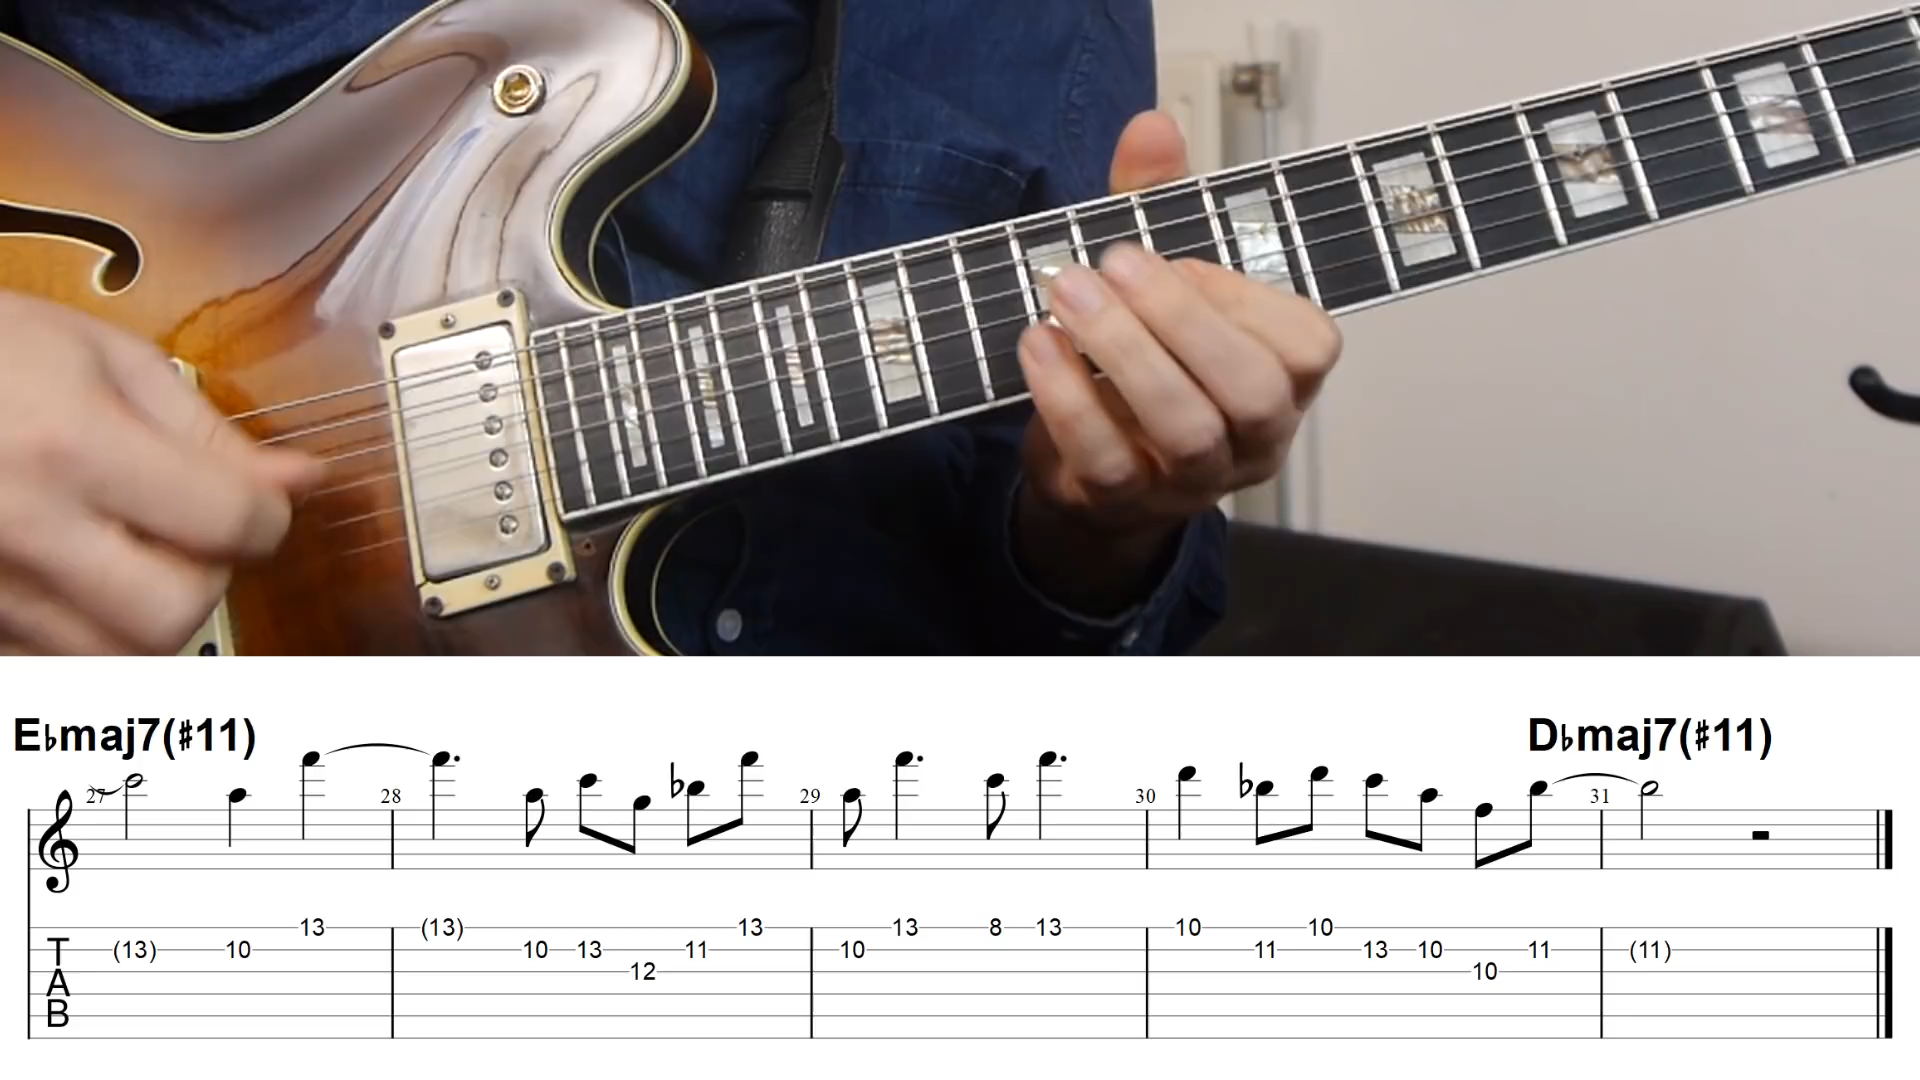 E♭maj7(♯11) D♭maj7(♯11)
27 28 29 30 31
13 (13) 13 13 8 13 10 10
T (13) 10 10 13 11 10 11 13 10 11 (11)
A 12 10
B